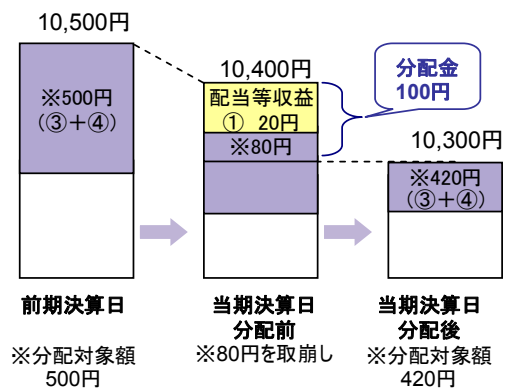 10,500円
※500円
(③+④)
前期決算日
※分配対象額
500円
10,400円
配当等収益
① 20円
※80円
当期決算日
分配前
※80円を取崩し
分配金
100円
10,300円
※420円
(③+④)
当期決算日
分配後
※分配対象額
420円